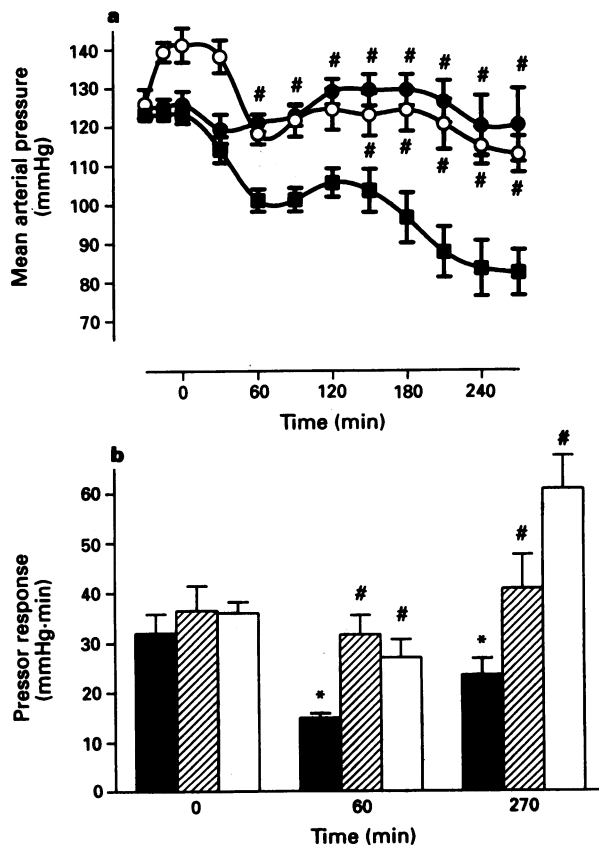 a
Mean arterial pressure
(mmHg)
140
130
120
110
100
90
80
70
# # # # # # # #
# # # # #
0 60 120 180 240
Time (min)
b
Pressor response
(mmHg·min)
60
50
40
30
20
10
0
* # # * # #
0 60 270
Time (min)